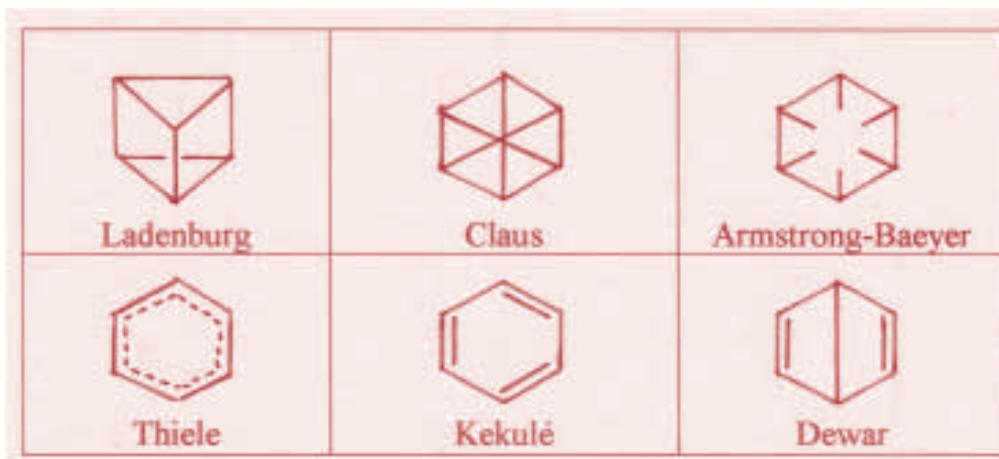 Ladenburg
Claus
Armstrong-Baeyer
Thiele
Kekulé
Dewar